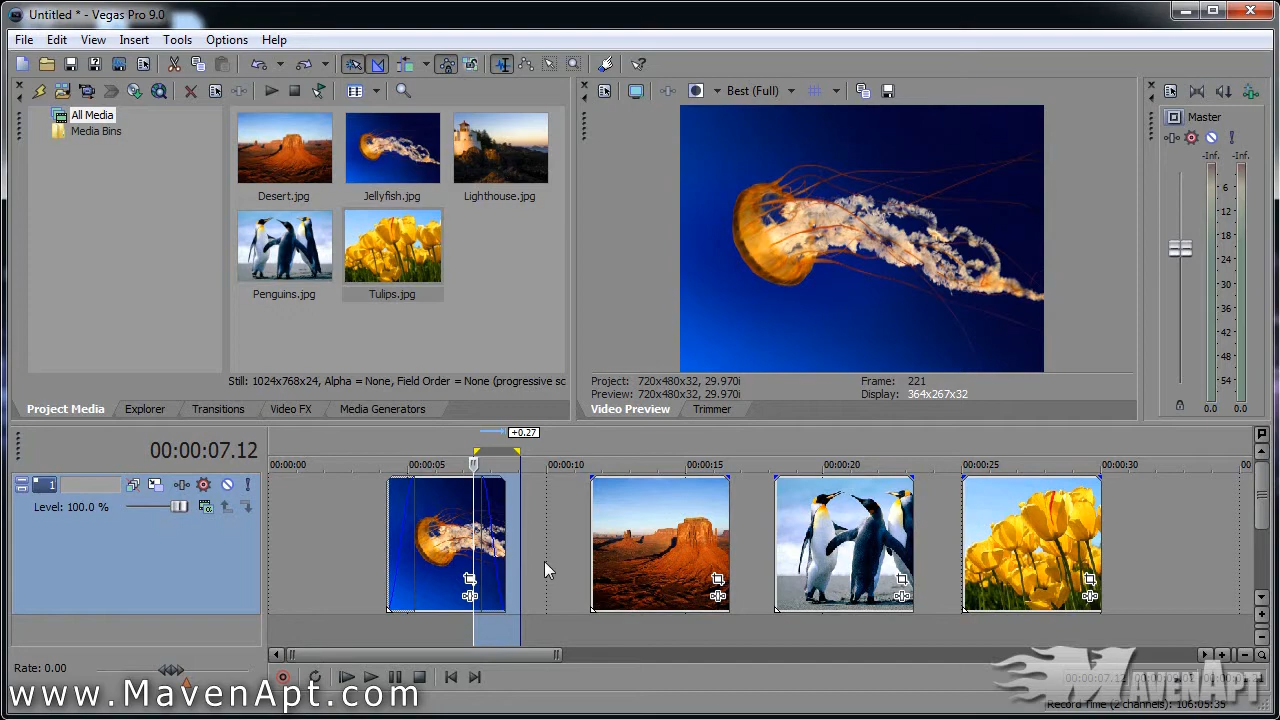 Untitled * - Vegas Pro 9.0
File Edit View Insert Tools Options Help
Best (Full)
All Media
Media Bins
Desert.jpg Jellyfish.jpg Lighthouse.jpg
Penguins.jpg Tulips.jpg
Still: 1024x768x24, Alpha = None, Field Order = None (progressive sc
Project Media Explorer Transitions Video FX Media Generators
Project: 720x480x32, 29.970i Frame: 221
Preview: 720x480x32, 29.970i Display: 364x267x32
Video Preview Trimmer
Master
-Inf. -Inf.
6
12
18
24
30
36
42
48
54
0.0 0.0
+0.27
00:00:07.12
00:00:00 00:00:05 00:00:10 00:00:15 00:00:20 00:00:25 00:00:30 00:
1
Level: 100.0 %
Rate: 0.00
www.MavenApt.com
MAVENAPT
00:00:07.12
Record Time (2 channels): 106:05:35